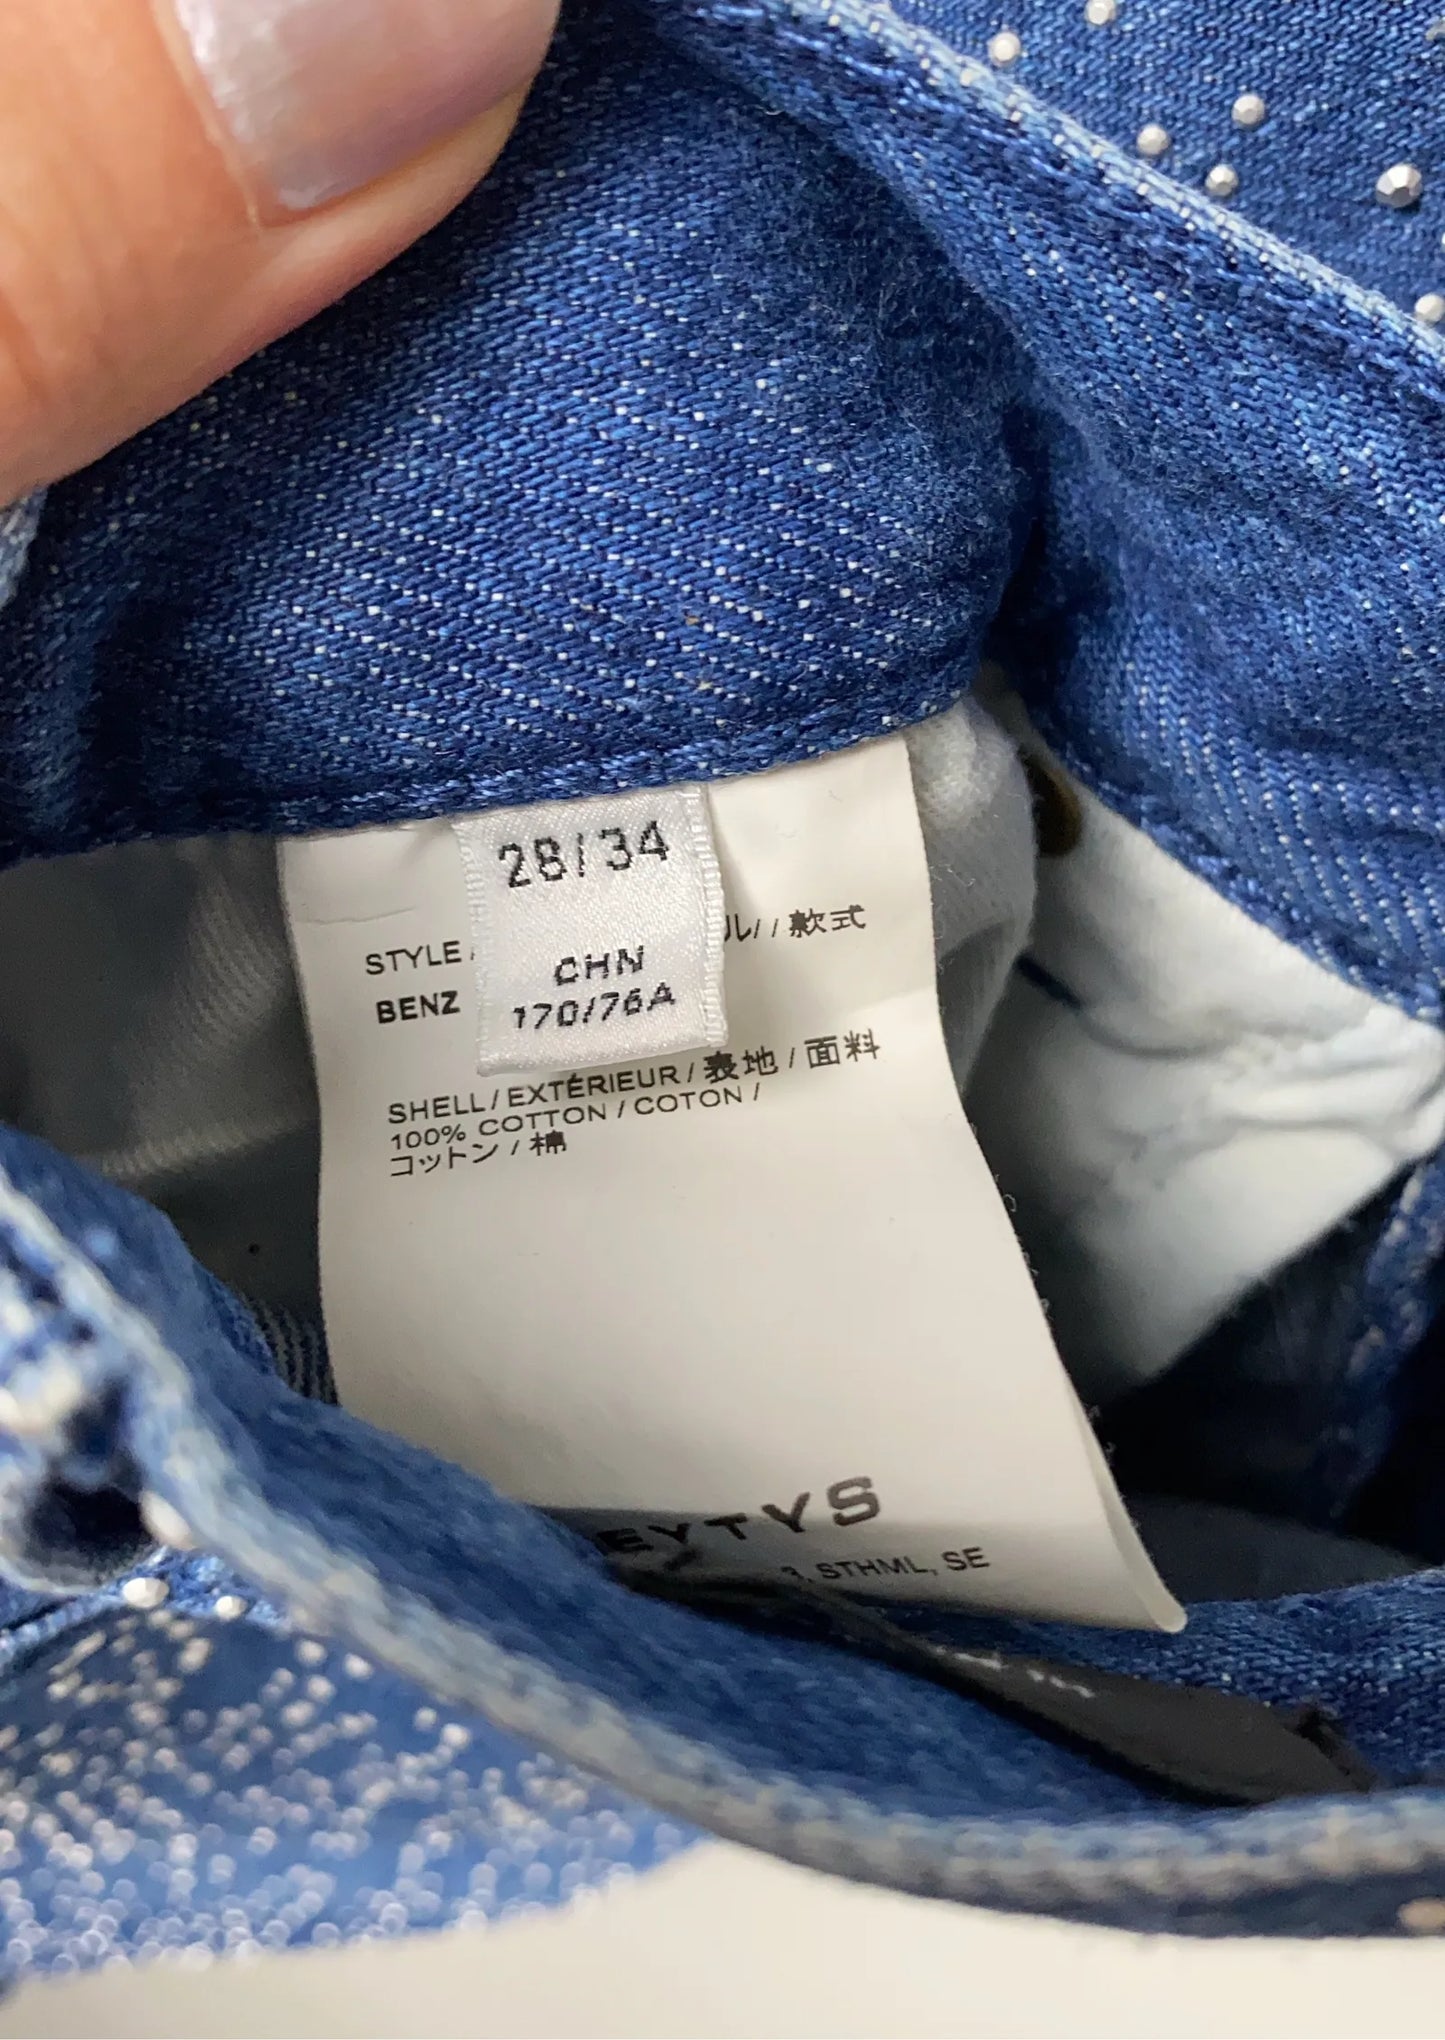 28/34
CHN
170/76A
STYLE /
ル/ / 款式
BENZ
SHELL / EXTÉRIEUR / 表地 / 面料
100% COTTON / COTON /
コットン / 棉
EYTYS
STHML, SE